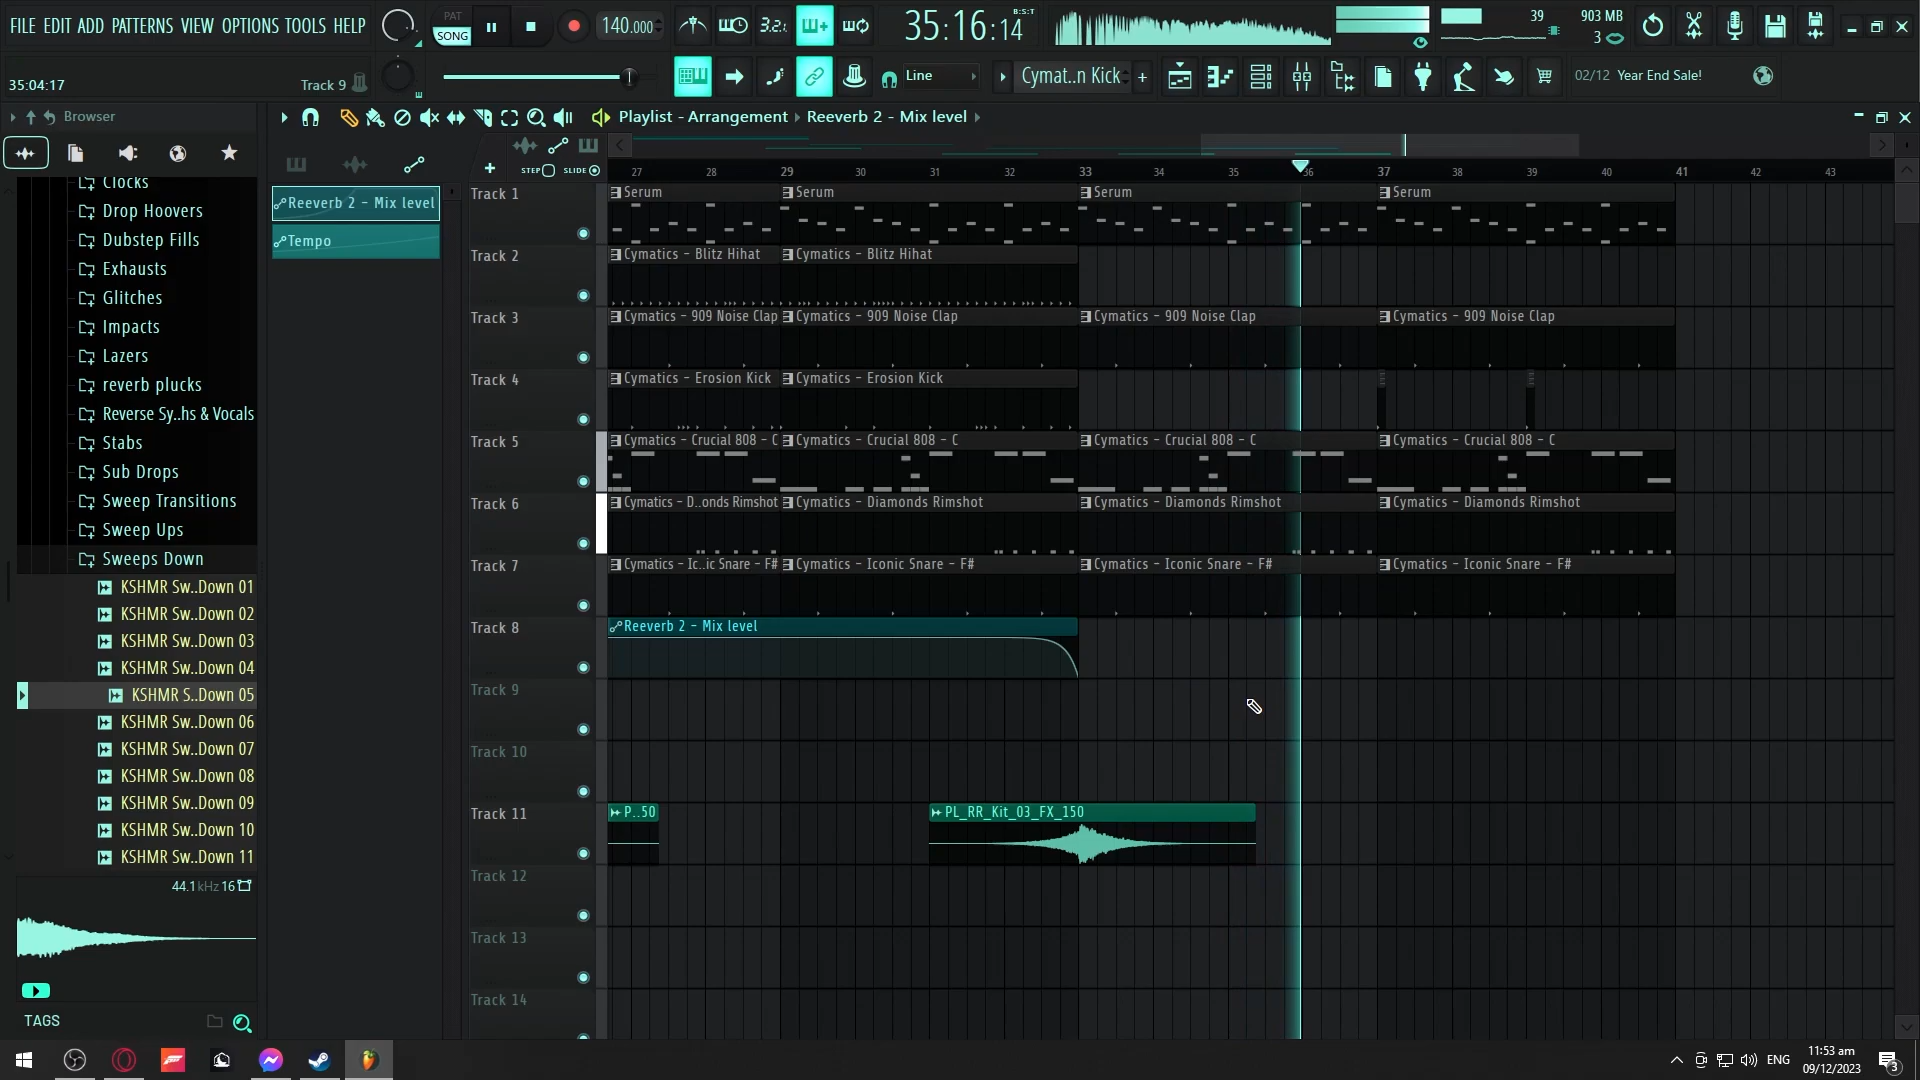 FILE EDIT ADD PATTERNS VIEW OPTIONS TOOLS HELP
PAT
SONG
140.000
3.2.1
35:16:14
B:S:T
39
903 MB
3
35:04:17
Track 9
Line
Cymat..n Kick
02/12 Year End Sale!
Browser
Playlist - Arrangement
Reeverb 2 - Mix level
STEP
SLIDE
27 28 29 30 31 32 33 34 35 36 37 38 39 40 41 42 43
Clocks
Drop Hoovers
Dubstep Fills
Exhausts
Glitches
Impacts
Lazers
reverb plucks
Reverse Sy..hs & Vocals
Stabs
Sub Drops
Sweep Transitions
Sweep Ups
Sweeps Down
KSHMR Sw..Down 01
KSHMR Sw..Down 02
KSHMR Sw..Down 03
KSHMR Sw..Down 04
KSHMR S..Down 05
KSHMR Sw..Down 06
KSHMR Sw..Down 07
KSHMR Sw..Down 08
KSHMR Sw..Down 09
KSHMR Sw..Down 10
KSHMR Sw..Down 11
44.1kHz 16
TAGS
Reeverb 2 - Mix level
Tempo
Track 1
Serum
Serum
Serum
Serum
Track 2
Cymatics - Blitz Hihat
Cymatics - Blitz Hihat
Track 3
Cymatics - 909 Noise Clap
Cymatics - 909 Noise Clap
Cymatics - 909 Noise Clap
Cymatics - 909 Noise Clap
Track 4
Cymatics - Erosion Kick
Cymatics - Erosion Kick
Track 5
Cymatics - Crucial 808 - C
Cymatics - Crucial 808 - C
Cymatics - Crucial 808 - C
Cymatics - Crucial 808 - C
Track 6
Cymatics - D..onds Rimshot
Cymatics - Diamonds Rimshot
Cymatics - Diamonds Rimshot
Cymatics - Diamonds Rimshot
Track 7
Cymatics - Ic..ic Snare - F#
Cymatics - Iconic Snare - F#
Cymatics - Iconic Snare - F#
Cymatics - Iconic Snare - F#
Track 8
Reeverb 2 - Mix level
Track 9
Track 10
Track 11
P..50
PL_RR_Kit_03_FX_150
Track 12
Track 13
Track 14
ENG
11:53 am
09/12/2023
3